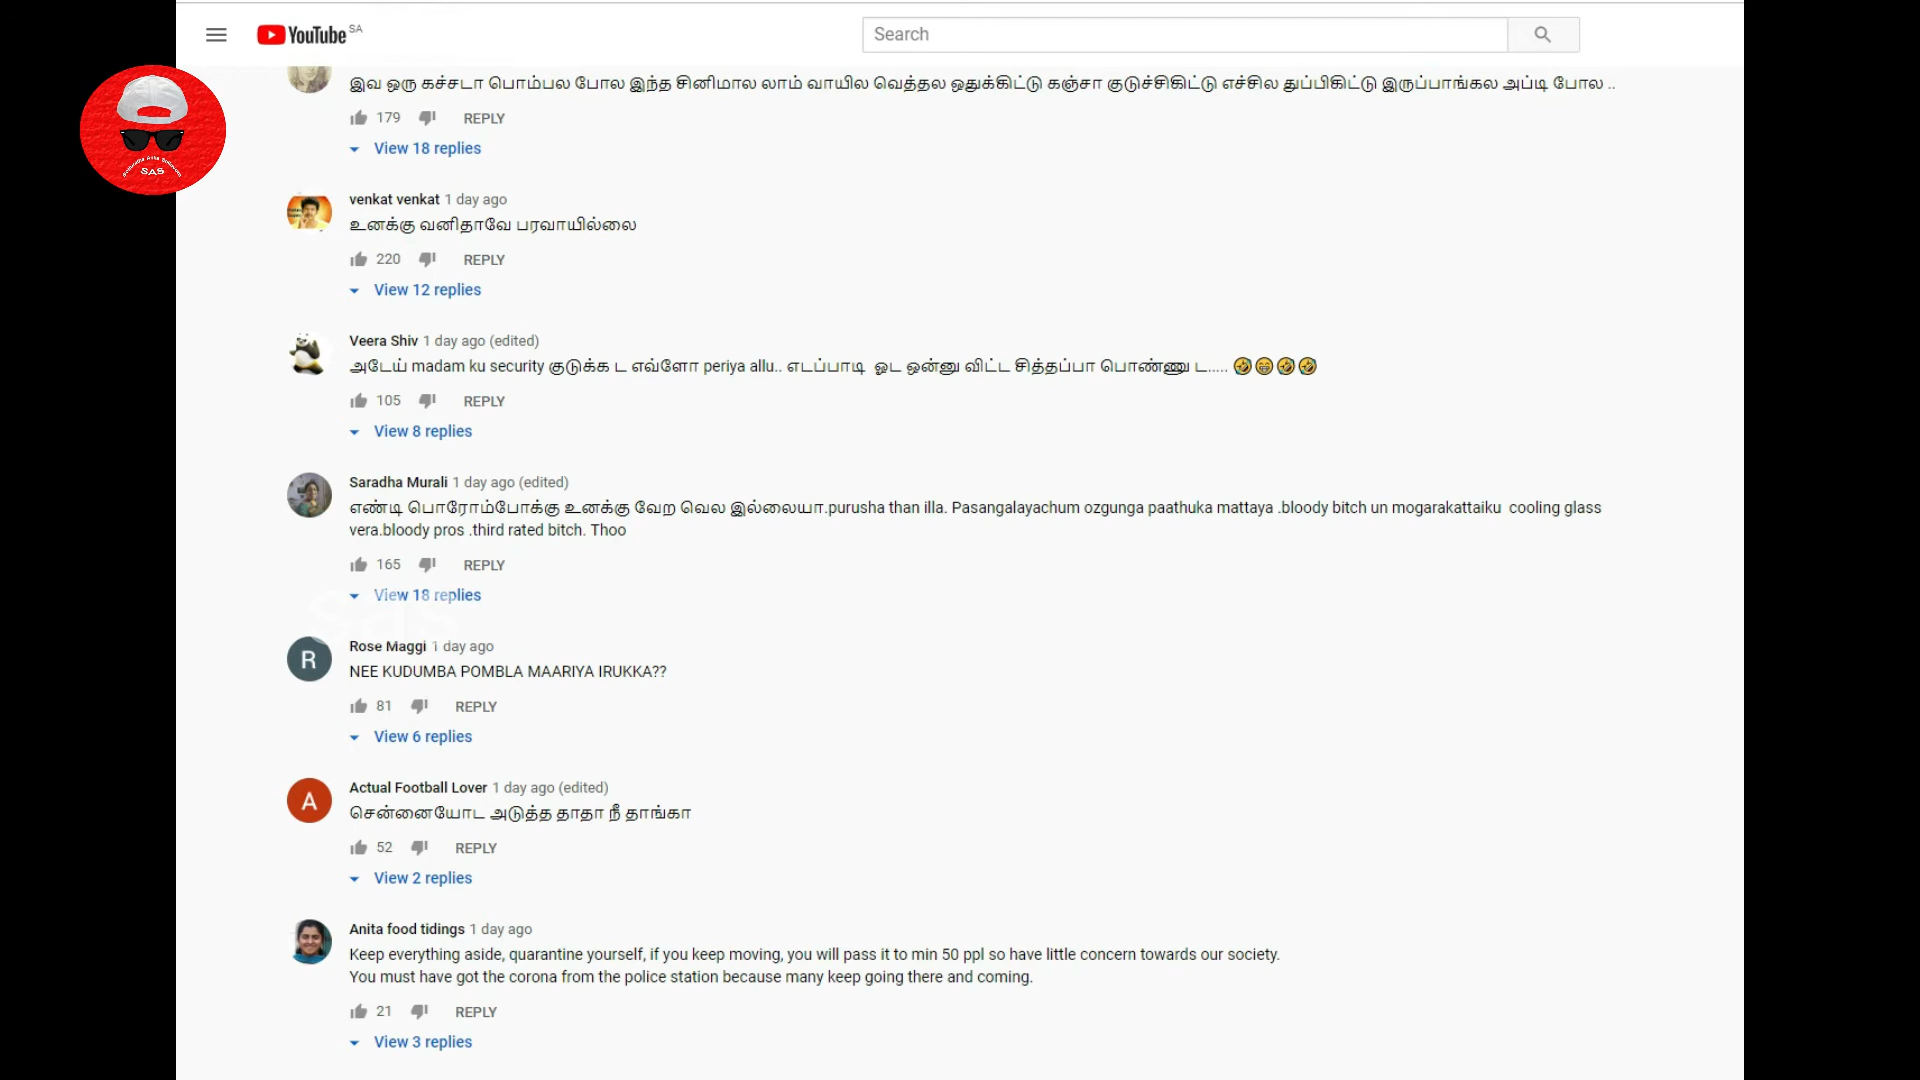 YouTube SA
Search
இவ ஒரு கச்சடா பொம்பல போல இந்த சினிமால லாம் வாயில வெத்தல ஒதுக்கிட்டு கஞ்சா குடுச்சிகிட்டு எச்சில துப்பிகிட்டு இருப்பாங்கல அப்டி போல ..
179 REPLY
View 18 replies
SAS
venkat venkat 1 day ago
உனக்கு வனிதாவே பரவாயில்லை
220 REPLY
View 12 replies
Veera Shiv 1 day ago (edited)
அடேய் madam ku security குடுக்க ட எவ்ளோ periya allu.. எடப்பாடி ஓட ஒன்னு விட்ட சித்தப்பா பொண்ணு ட..... 🤣😁🤣🤣
105 REPLY
View 8 replies
Saradha Murali 1 day ago (edited)
எண்டி பொரோம்போக்கு உனக்கு வேற வெல இல்லையா.purusha than illa. Pasangalayachum ozgunga paathuka mattaya .bloody bitch un mogarakattaiku cooling glass
vera.bloody pros .third rated bitch. Thoo
165 REPLY
View 18 replies
sas
Rose Maggi 1 day ago
R
NEE KUDUMBA POMBLA MAARIYA IRUKKA??
81 REPLY
View 6 replies
Actual Football Lover 1 day ago (edited)
A
சென்னையோட அடுத்த தாதா நீ தாங்கா
52 REPLY
View 2 replies
Anita food tidings 1 day ago
Keep everything aside, quarantine yourself, if you keep moving, you will pass it to min 50 ppl so have little concern towards our society.
You must have got the corona from the police station because many keep going there and coming.
21 REPLY
View 3 replies